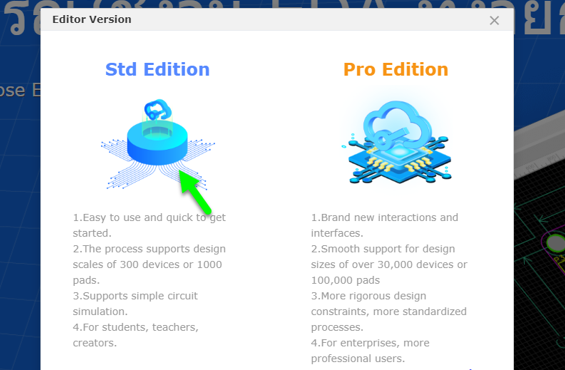 Editor Version
Std Edition
Pro Edition
1.Easy to use and quick to get
started.
2.The process supports design
scales of 300 devices or 1000
pads.
3.Supports simple circuit
simulation.
4.For students, teachers,
creators.
1.Brand new interactions and
interfaces.
2.Smooth support for design
sizes of over 30,000 devices or
100,000 pads
3.More rigorous design
constraints, more standardized
processes.
4.For enterprises, more
professional users.